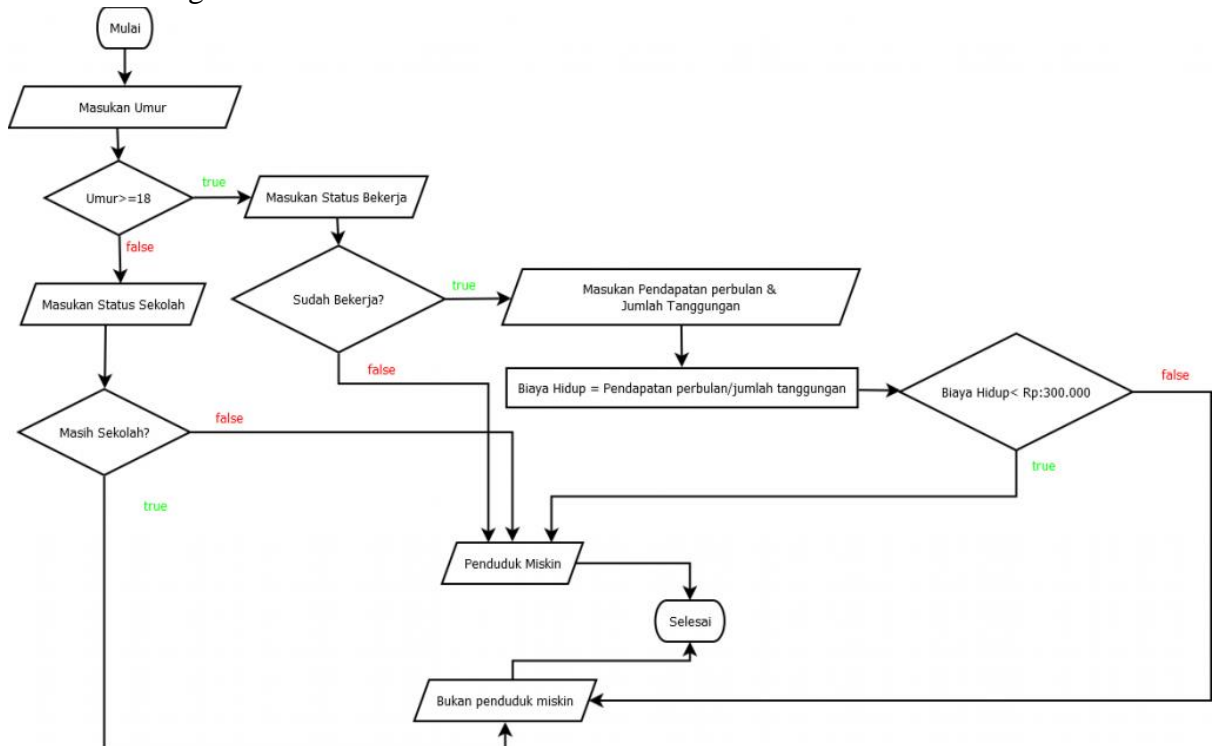 Mulai
Masukan Umur
Umur>=18
true
Masukan Status Bekerja
false
Masukan Status Sekolah
Sudah Bekerja?
true
Masukan Pendapatan perbulan &
Jumlah Tanggungan
false
Biaya Hidup = Pendapatan perbulan/jumlah tanggungan
Biaya Hidup< Rp:300.000
false
Masih Sekolah?
false
true
true
Penduduk Miskin
Selesai
Bukan penduduk miskin